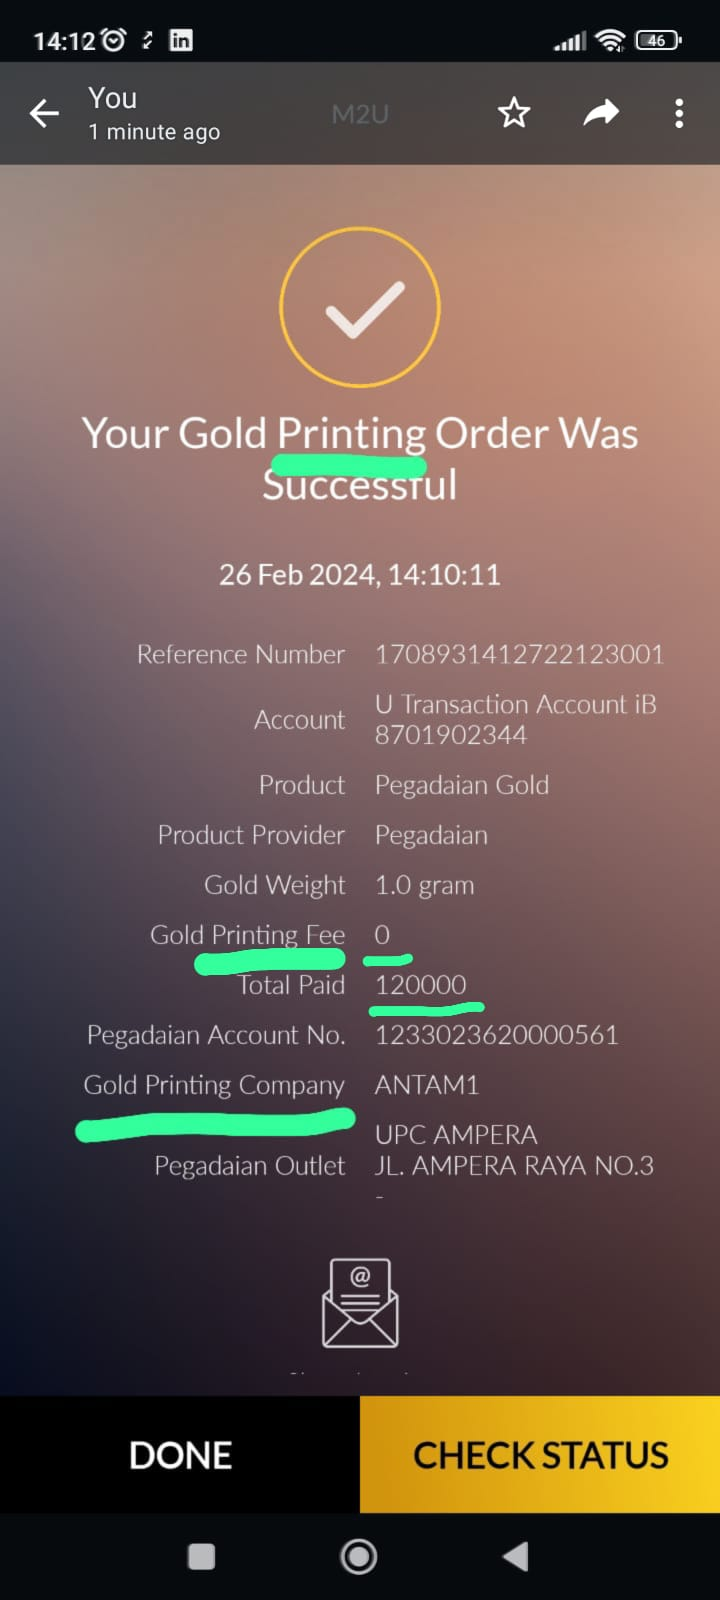 14:12
in
46
You
1 minute ago
M2U
Your Gold Printing Order Was
Successful
26 Feb 2024, 14:10:11
Reference Number 1708931412722123001
Account U Transaction Account iB
8701902344
Product Pegadaian Gold
Product Provider Pegadaian
Gold Weight 1.0 gram
Gold Printing Fee 0
Total Paid 120000
Pegadaian Account No. 1233023620000561
Gold Printing Company ANTAM1
Pegadaian Outlet UPC AMPERA
JL. AMPERA RAYA NO.3
-
@
DONE
CHECK STATUS